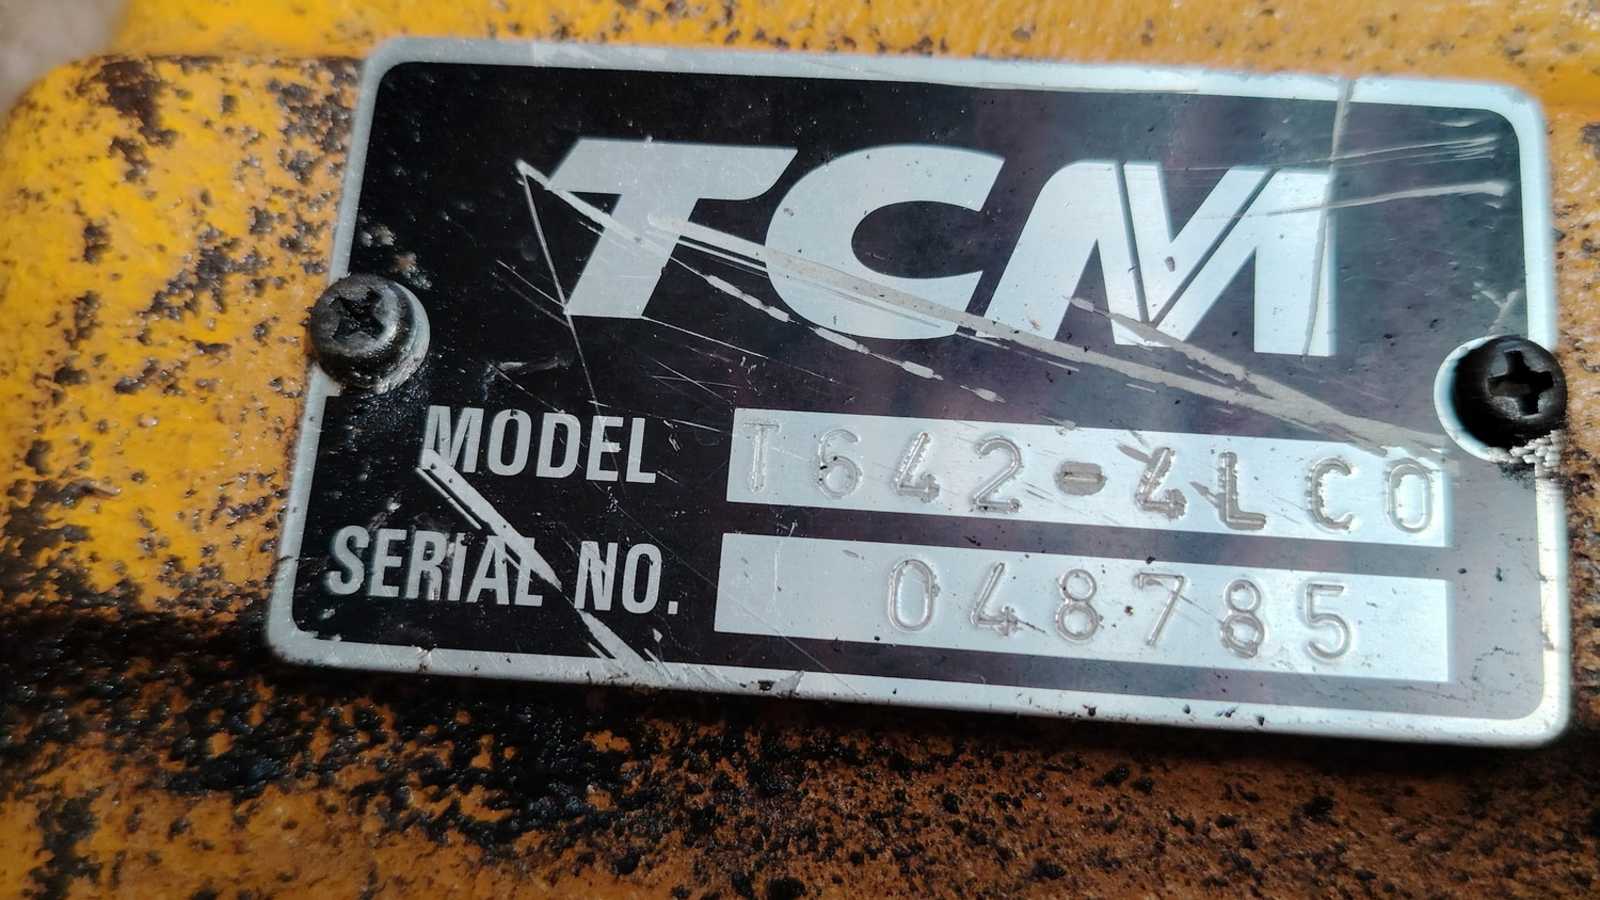 TCM
MODEL T642-4LC0
SERIAL NO. 048785